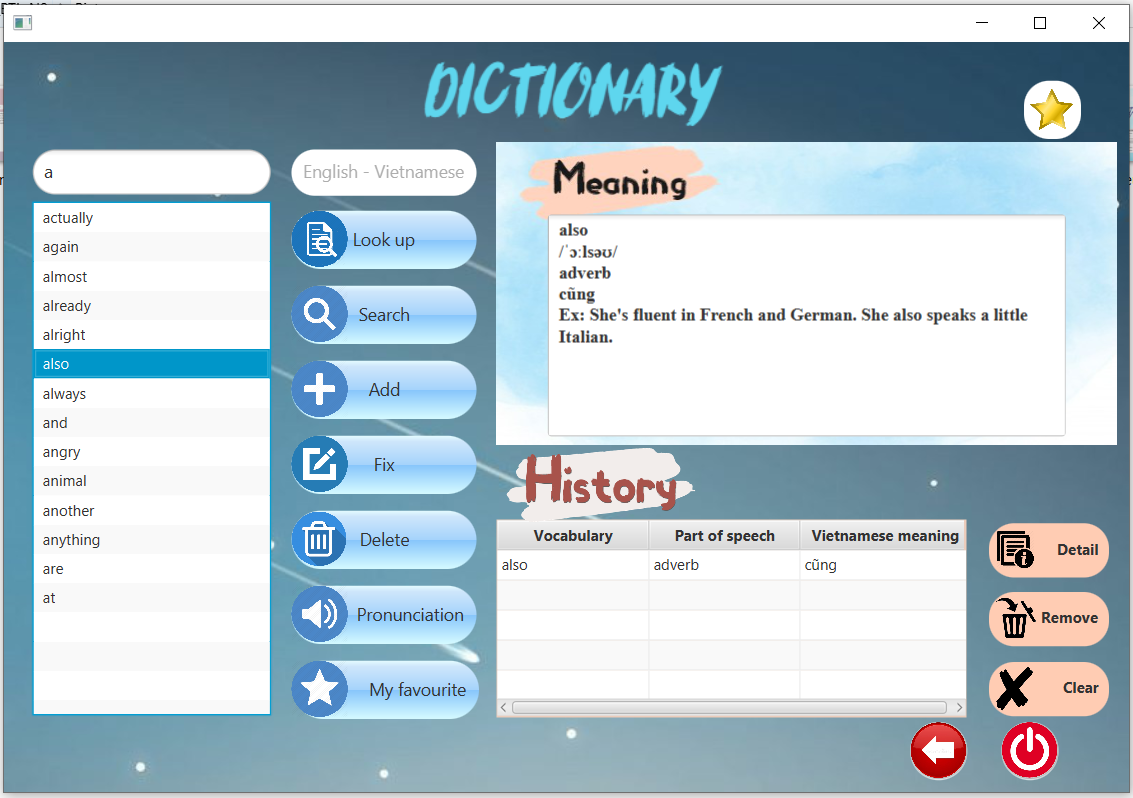 DICTIONARY
a
English - Vietnamese
actually
again
almost
already
alright
also
always
and
angry
animal
another
anything
are
at
Look up
Search
Add
Fix
Delete
Pronunciation
My favourite
Meaning
also
/ˈɔːlsəʊ/
adverb
cũng
Ex: She's fluent in French and German. She also speaks a little
Italian.
History
Vocabulary Part of speech Vietnamese meaning
also adverb cũng
Detail
Remove
Clear